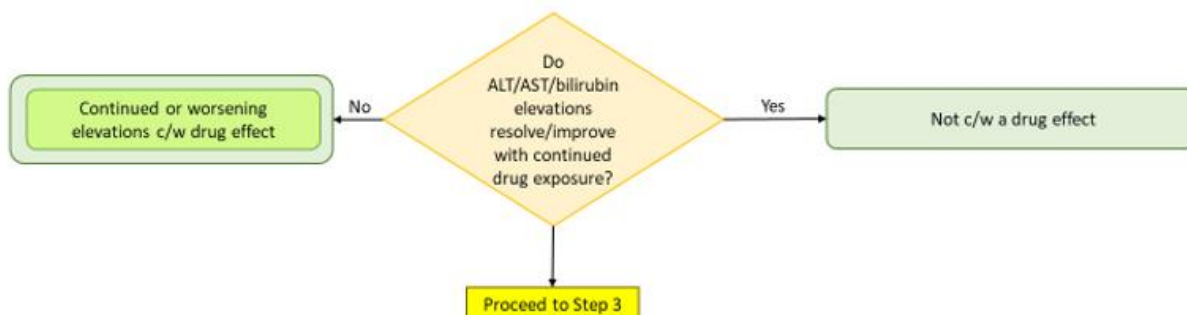 Do
ALT/AST/bilirubin
elevations
resolve/improve
with continued
drug exposure?
No
Continued or worsening
elevations c/w drug effect
Yes
Not c/w a drug effect
Proceed to Step 3